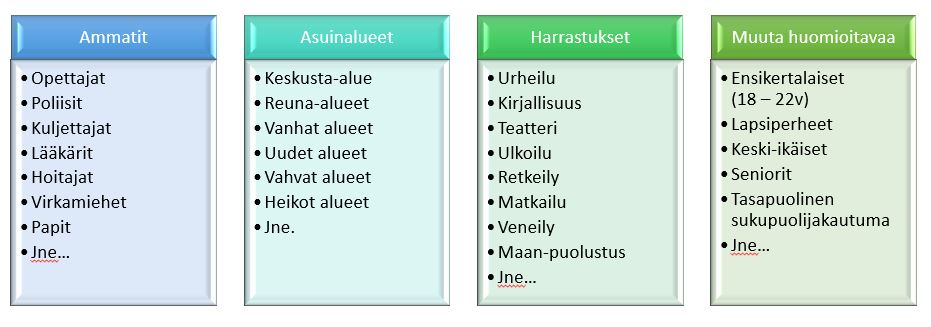 Ammatit
• Opettajat
• Poliisit
• Kuljettajat
• Lääkärit
• Hoitajat
• Virkamiehet
• Papit
• Jne...
Asuinalueet
• Keskusta-alue
• Reuna-alueet
• Vanhat alueet
• Uudet alueet
• Vahvat alueet
• Heikot alueet
• Jne.
Harrastukset
• Urheilu
• Kirjallisuus
• Teatteri
• Ulkoilu
• Retkeily
• Matkailu
• Veneily
• Maan-puolustus
• Jne...
Muuta huomioitavaa
• Ensikertalaiset
(18 – 22v)
• Lapsiperheet
• Keski-ikäiset
• Seniorit
• Tasapuolinen
sukupuolijakautuma
• Jne...